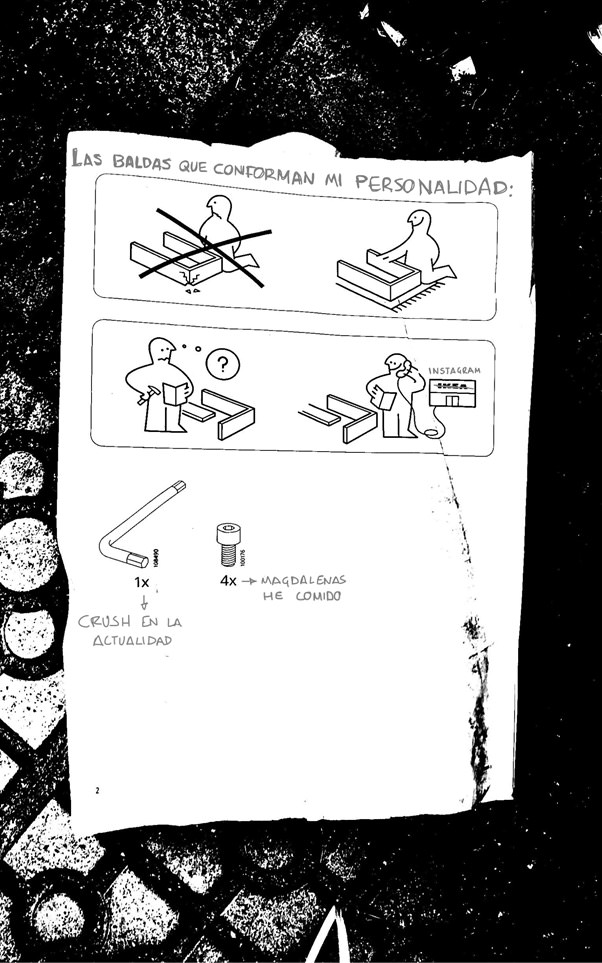 LAS BALDAS QUE CONFORMAN MI PERSONALIDAD:
?
INSTAGRAM
IKEA
108490
1x
CRUSH EN LA
ACTUALIDAD
100176
4x → MAGDALENAS
HE COMIDO
2